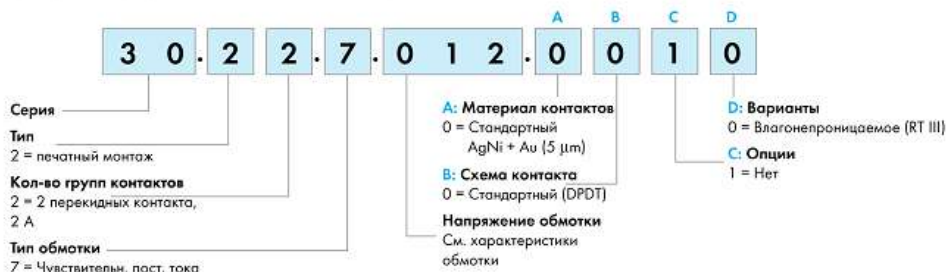 A B C D
3 0 . 2 2 . 7 . 0 1 2 . 0 0 1 0
Серия
Тип
2 = печатный монтаж
Кол-во групп контактов
2 = 2 перекидных контакта,
2 A
Тип обмотки
7 = Чувствительн. пост. тока
A: Материал контактов
0 = Стандартный
AgNi + Au (5 μm)
B: Схема контакта
0 = Стандартный (DPDT)
Напряжение обмотки
См. характеристики
обмотки
D: Варианты
0 = Влагонепроницаемое (RT III)
C: Опции
1 = Нет